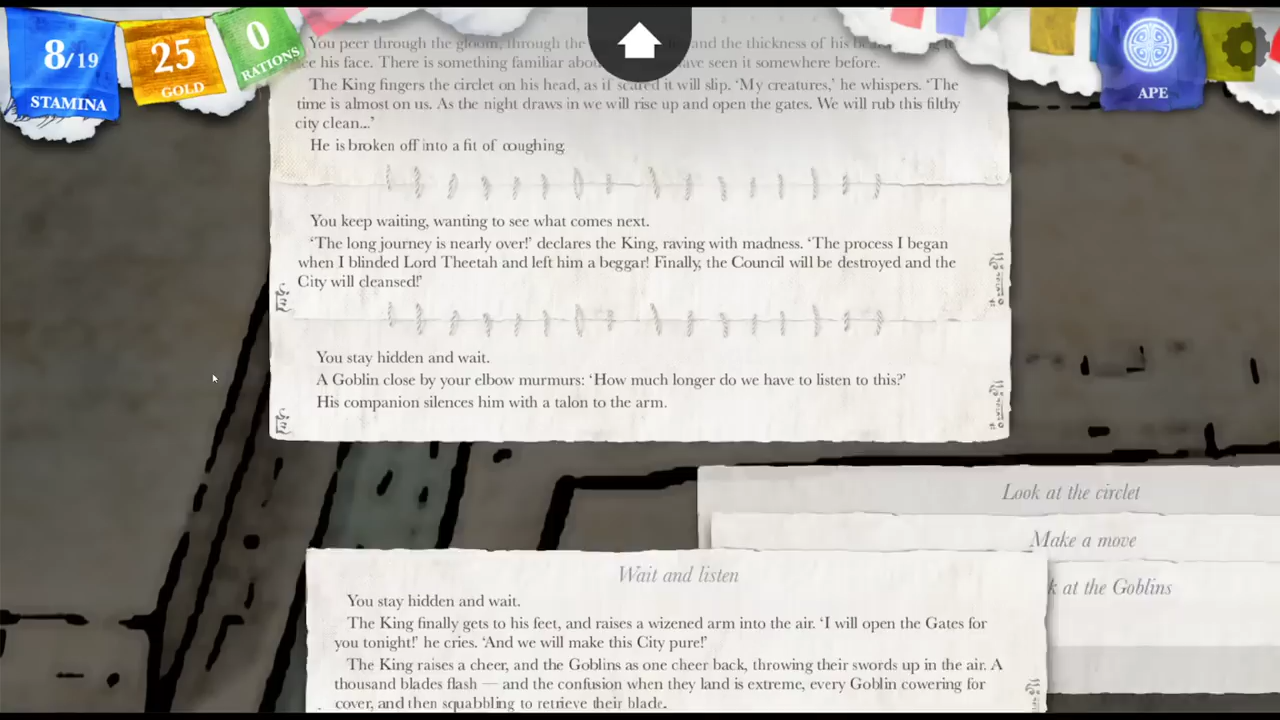 8/19
STAMINA
25
GOLD
0
RATIONS
APE
You peer through the gloom, through the and the thickness of his
see his face. There is something familiar have seen it somewhere before.
The King fingers the circlet on his head, as if scared it will slip. ‘My creatures,’ he whispers. ‘The
time is almost on us. As the night draws in we will rise up and open the gates. We will rub this filthy
city clean...’
He is broken off into a fit of coughing
You keep waiting, wanting to see what comes next.
‘The long journey is nearly over!’ declares the King, raving with madness. ‘The process I began
when I blinded Lord Theetah and left him a beggar! Finally, the Council will be destroyed and the
City will cleansed!’
You stay hidden and wait.
A Goblin close by your elbow murmurs: ‘How much longer do we have to listen to this?’
His companion silences him with a talon to the arm.
Look at the circlet
Make a move
k at the Goblins
Wait and listen
You stay hidden and wait.
The King finally gets to his feet, and raises a wizened arm into the air. ‘I will open the Gates for
you tonight!’ he cries. ‘And we will make this City pure!’
The King raises a cheer, and the Goblins as one cheer back, throwing their swords up in the air. A
thousand blades flash — and the confusion when they land is extreme, every Goblin cowering for
cover, and then squabbling to retrieve their blade.